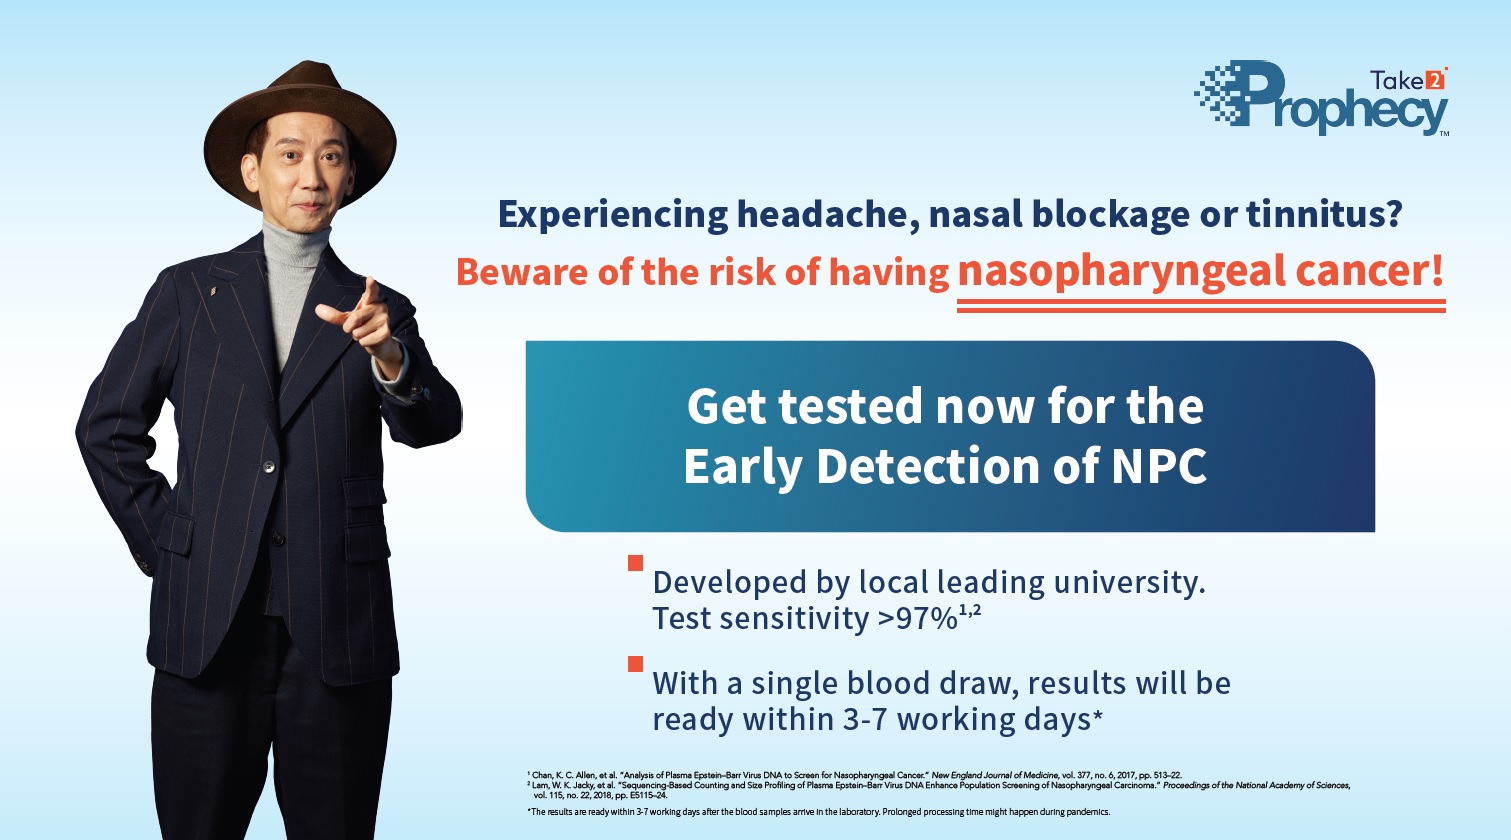 Take2
Prophecy™
Experiencing headache, nasal blockage or tinnitus?
Beware of the risk of having nasopharyngeal cancer!
Get tested now for the
Early Detection of NPC
Developed by local leading university.
Test sensitivity >97%¹,²
With a single blood draw, results will be
ready within 3-7 working days*
¹ Chan, K. C. Allen, et al. “Analysis of Plasma Epstein–Barr Virus DNA to Screen for Nasopharyngeal Cancer.” New England Journal of Medicine, vol. 377, no. 6, 2017, pp. 513–22.
² Lam, W. K. Jacky, et al. “Sequencing-Based Counting and Size Profiling of Plasma Epstein–Barr Virus DNA Enhance Population Screening of Nasopharyngeal Carcinoma.” Proceedings of the National Academy of Sciences,
vol. 115, no. 22, 2018, pp. E5115–24.
*The results are ready within 3-7 working days after the blood samples arrive in the laboratory. Prolonged processing time might happen during pandemics.